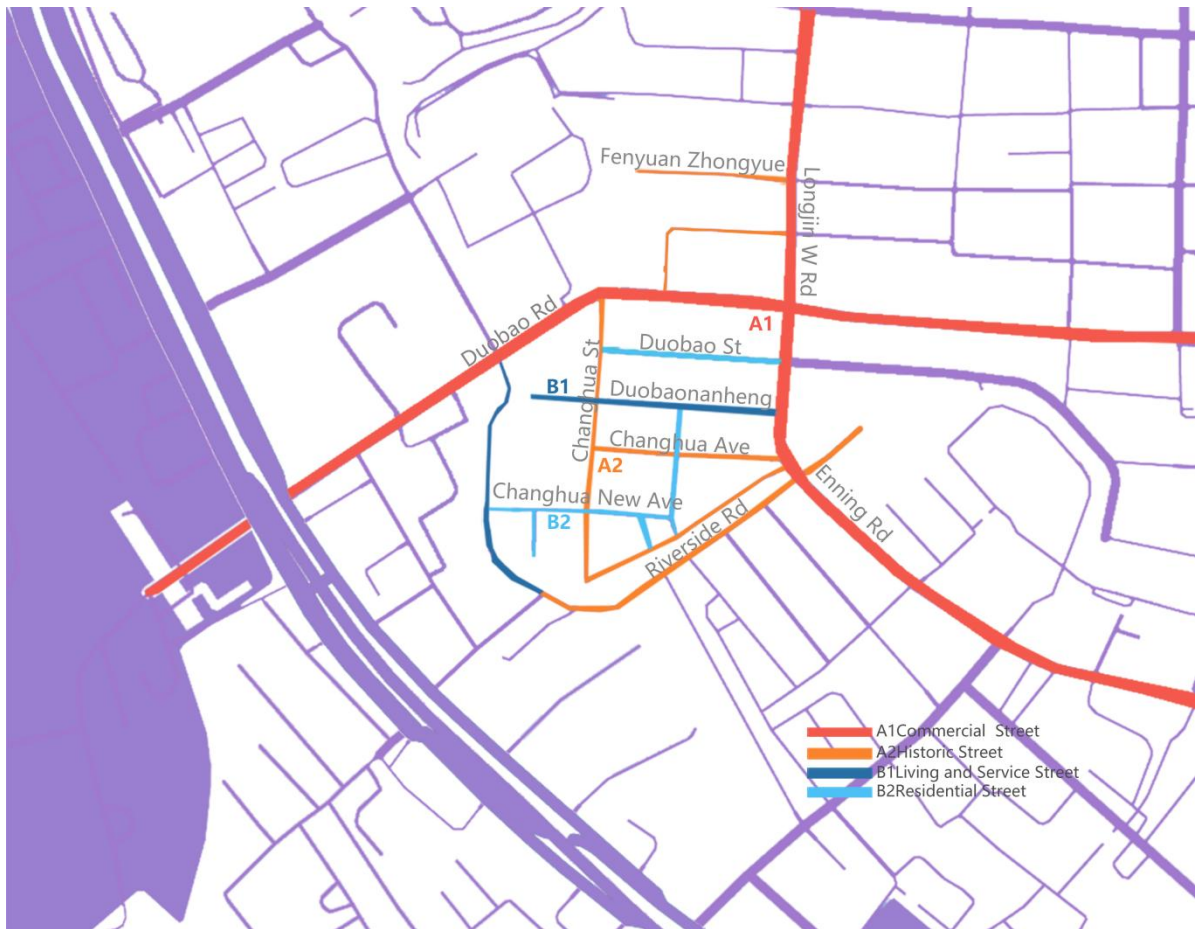 Fenyuan Zhongyue
Longjin W Rd
Duobao Rd
A1
Duobao St
Changhua St
B1
Duobaonanheng
Changhua Ave
A2
Enning Rd
Changhua New Ave
B2
Riverside Rd
A1Commercial Street
A2Historic Street
B1Living and Service Street
B2Residential Street